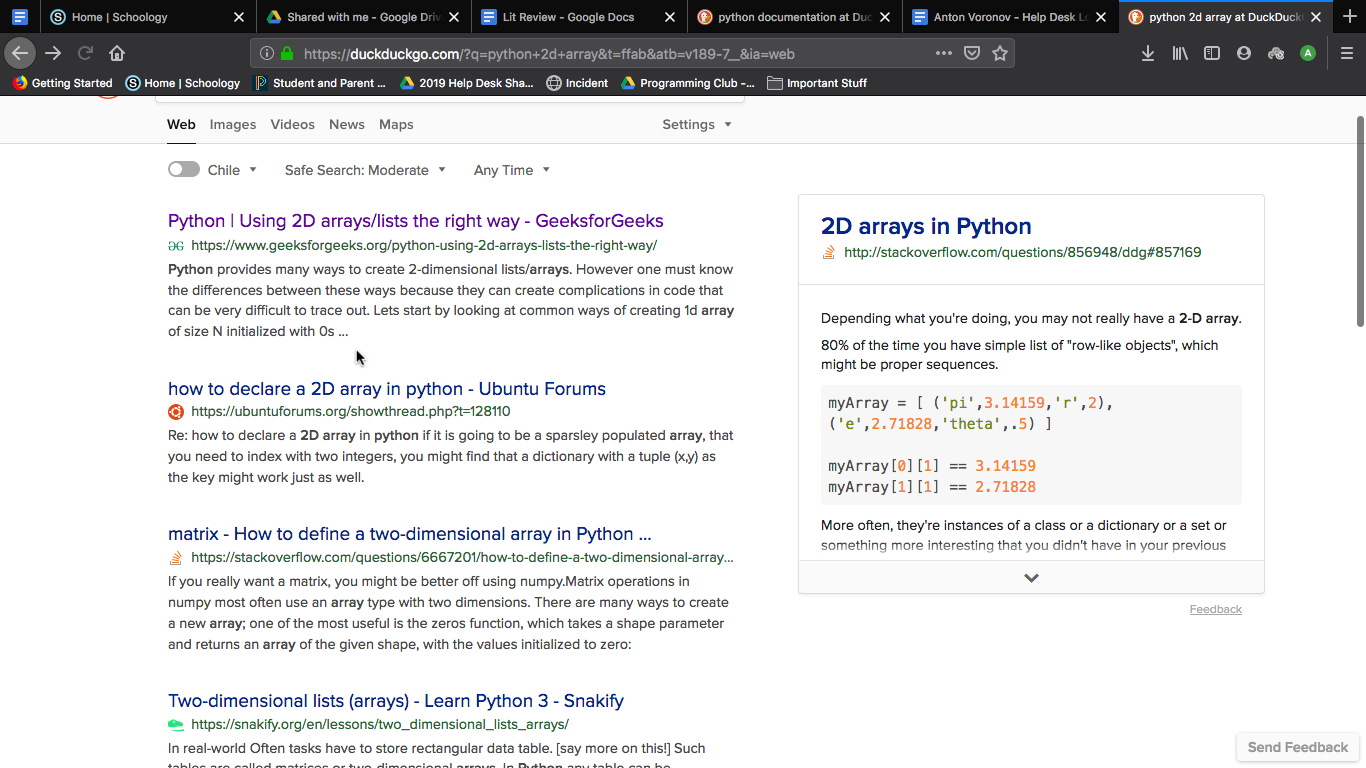 Home | Schoology
Shared with me - Google Driv
Lit Review - Google Docs
python documentation at Duc
Anton Voronov - Help Desk Lo
python 2d array at DuckDuck
https://duckduckgo.com/?q=python+2d+array&t=ffab&atb=v189-7__&ia=web
A
Getting Started
Home | Schoology
Student and Parent ...
2019 Help Desk Sha...
Incident
Programming Club -...
Important Stuff
Web Images Videos News Maps Settings
Chile Safe Search: Moderate Any Time
Python | Using 2D arrays/lists the right way - GeeksforGeeks
https://www.geeksforgeeks.org/python-using-2d-arrays-lists-the-right-way/
Python provides many ways to create 2-dimensional lists/arrays. However one must know
the differences between these ways because they can create complications in code that
can be very difficult to trace out. Lets start by looking at common ways of creating 1d array
of size N initialized with 0s ...
how to declare a 2D array in python - Ubuntu Forums
https://ubuntuforums.org/showthread.php?t=128110
Re: how to declare a 2D array in python if it is going to be a sparsley populated array, that
you need to index with two integers, you might find that a dictionary with a tuple (x,y) as
the key might work just as well.
matrix - How to define a two-dimensional array in Python ...
https://stackoverflow.com/questions/6667201/how-to-define-a-two-dimensional-array...
If you really want a matrix, you might be better off using numpy.Matrix operations in
numpy most often use an array type with two dimensions. There are many ways to create
a new array; one of the most useful is the zeros function, which takes a shape parameter
and returns an array of the given shape, with the values initialized to zero:
Two-dimensional lists (arrays) - Learn Python 3 - Snakify
https://snakify.org/en/lessons/two_dimensional_lists_arrays/
In real-world Often tasks have to store rectangular data table. [say more on this!] Such
tables are called matrices or two-dimensional arrays. In Python any table can be
2D arrays in Python
http://stackoverflow.com/questions/856948/ddg#857169
Depending what you're doing, you may not really have a 2-D array.
80% of the time you have simple list of "row-like objects", which
might be proper sequences.
myArray = [ ('pi',3.14159,'r',2),
('e',2.71828,'theta',.5) ]
myArray[0][1] == 3.14159
myArray[1][1] == 2.71828
More often, they're instances of a class or a dictionary or a set or
something more interesting that you didn't have in your previous
Feedback
Send Feedback